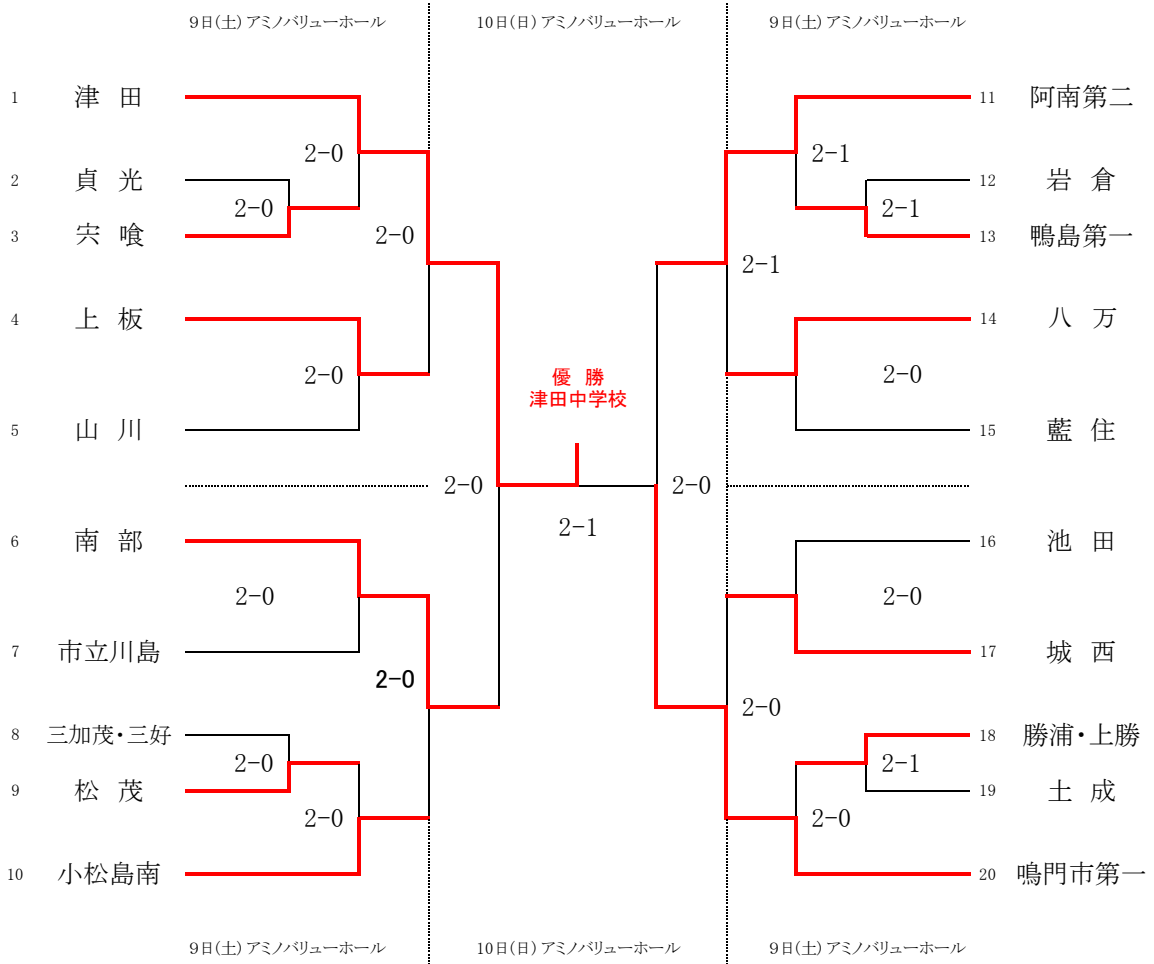 9日(土) アミノバリューホール
10日(日) アミノバリューホール
9日(土) アミノバリューホール
1 津 田
2 貞 光
3 宍 喰
4 上 板
5 山 川
6 南 部
7 市立川島
8 三加茂・三好
9 松 茂
10 小松島南
2-0
2-0
2-0
2-0
2-0
2-0
2-0
2-0
2-0
優 勝
津田中学校
2-1
11 阿南第二
12 岩 倉
13 鴨島第一
14 八 万
15 藍 住
16 池 田
17 城 西
18 勝浦・上勝
19 土 成
20 鳴門市第一
2-1
2-1
2-1
2-0
2-0
2-0
2-0
2-1
2-0
9日(土) アミノバリューホール
10日(日) アミノバリューホール
9日(土) アミノバリューホール